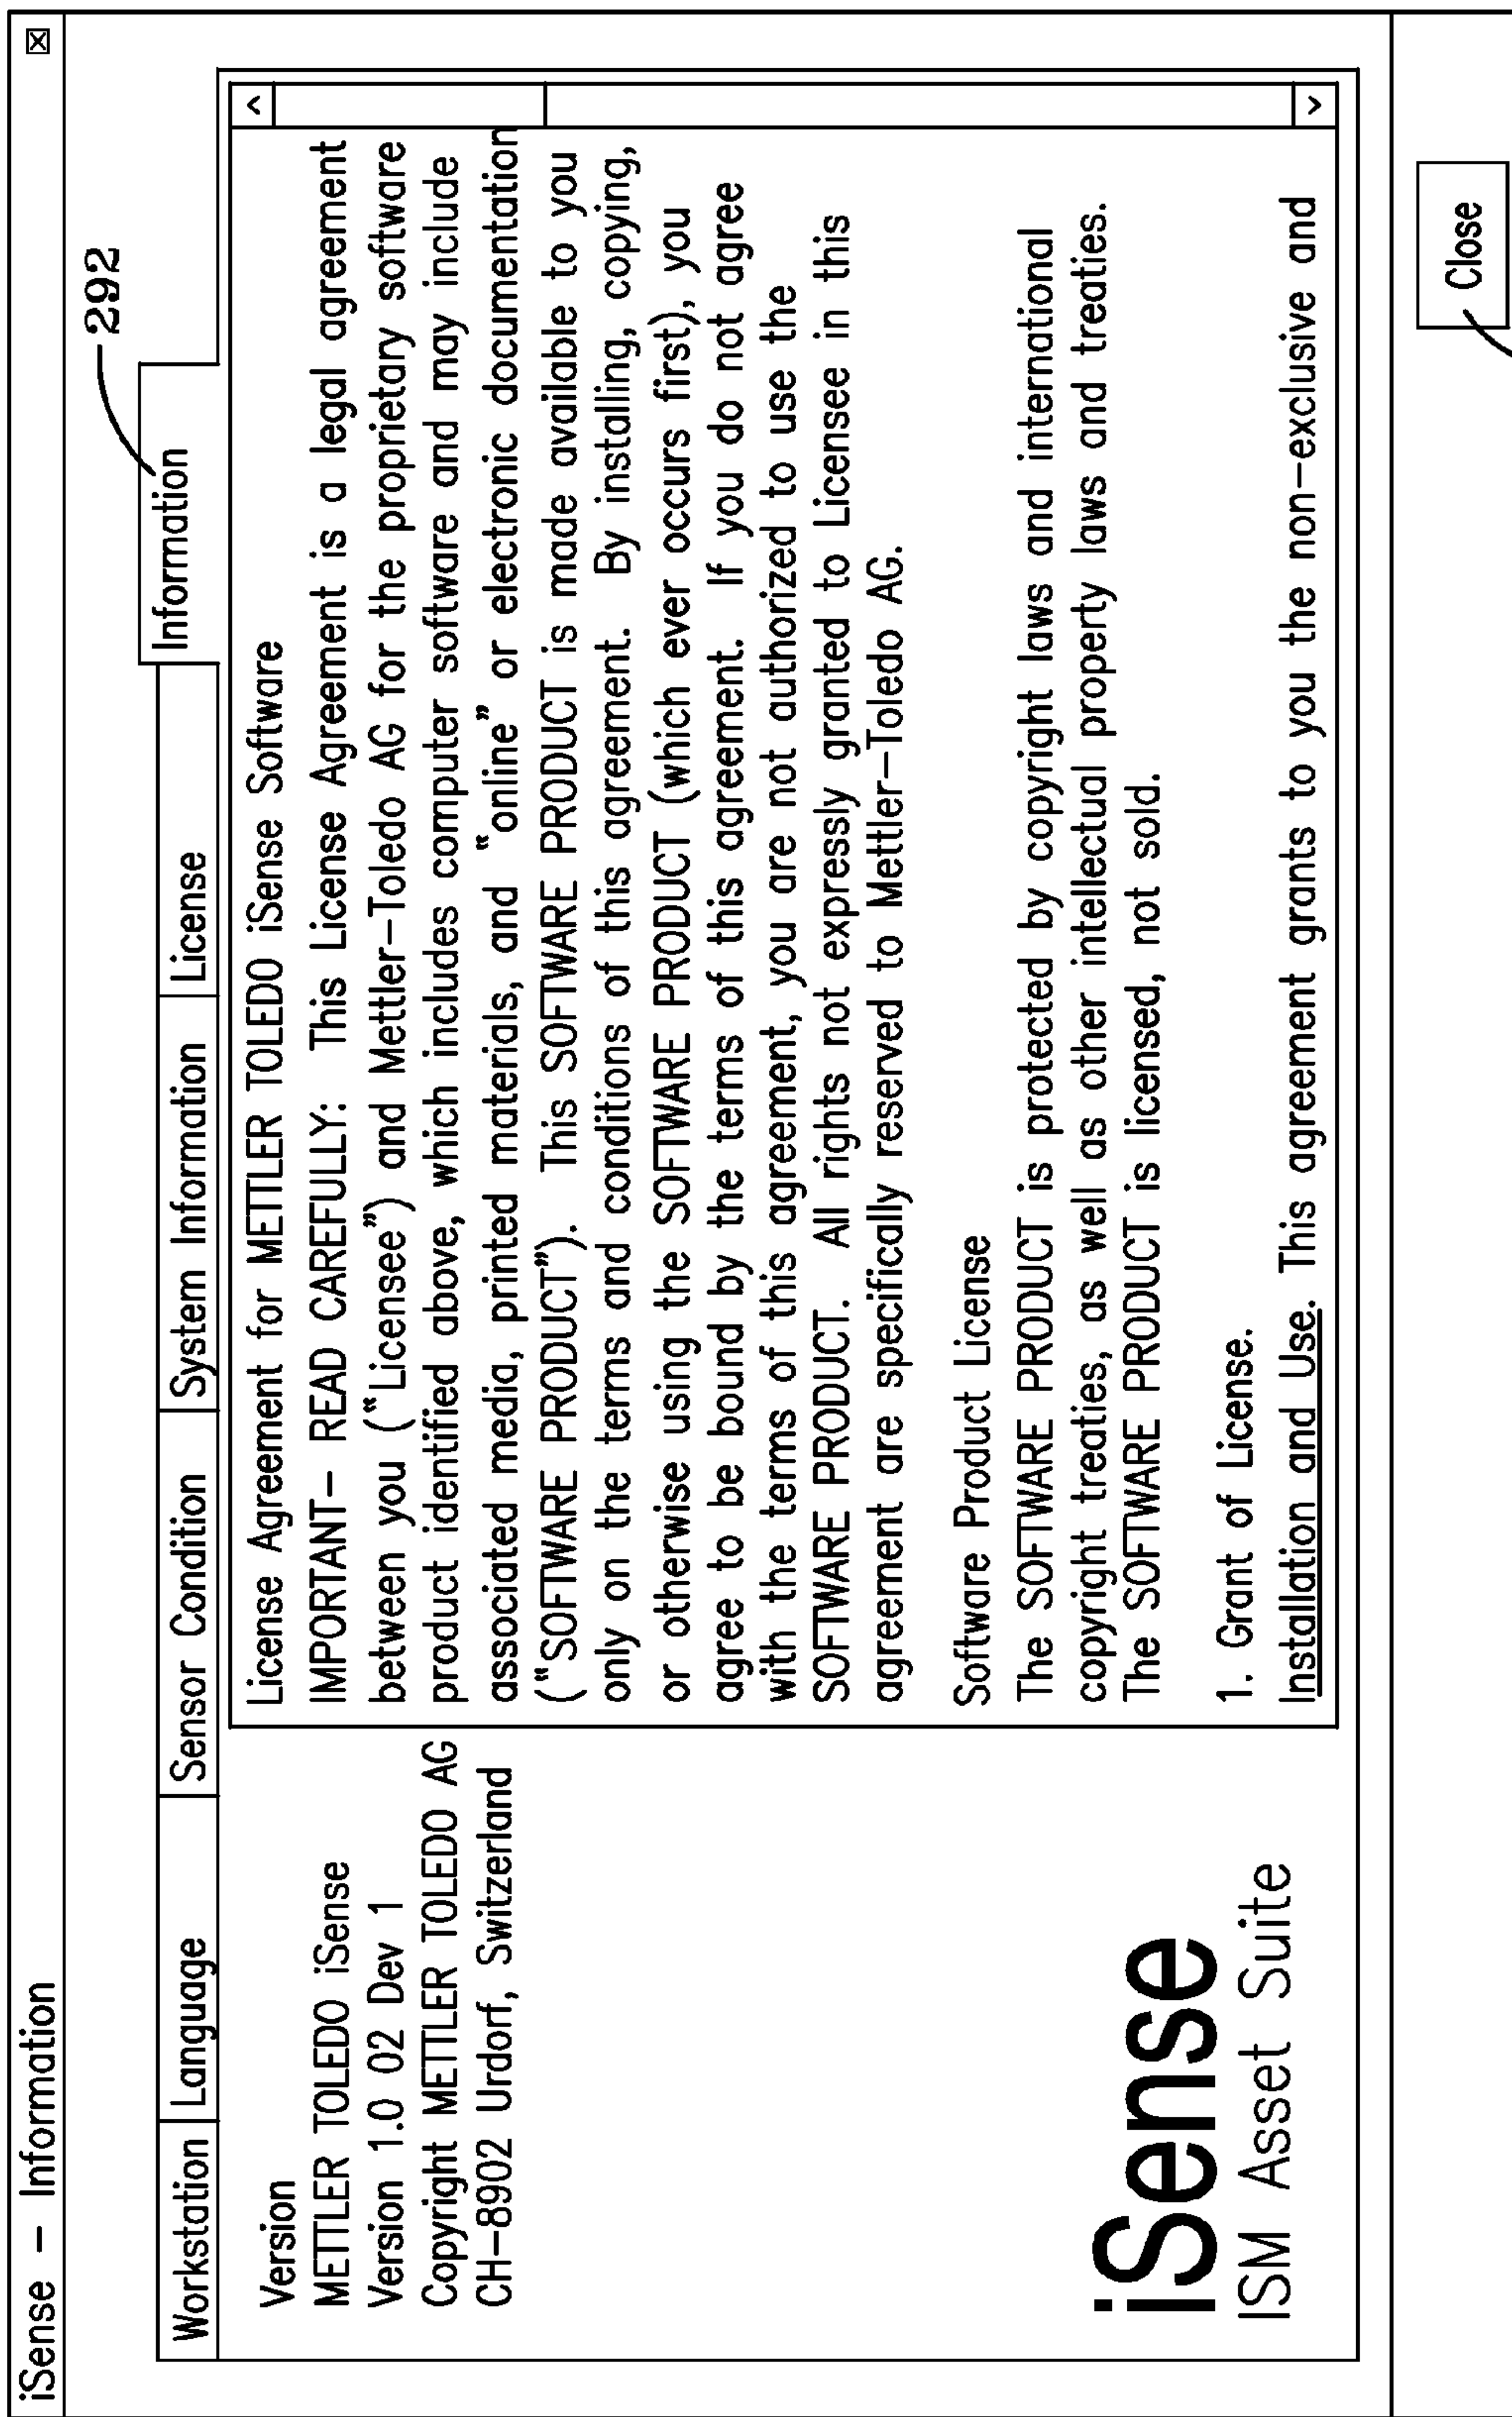 iSense – Information
292
Workstation
Language
Sensor Condition
System Information
License
Information
Version
METTLER TOLEDO iSense
Version 1.0 02 Dev 1
Copyright METTLER TOLEDO AG
CH–8902 Urdorf, Switzerland
iSense
ISM Asset Suite
License Agreement for METTLER TOLEDO iSense Software
IMPORTANT– READ CAREFULLY: This License Agreement is a legal agreement
between you (“Licensee”) and Mettler–Toledo AG for the proprietary software
product identified above, which includes computer software and may include
associated media, printed materials, and “online” or electronic documentation
(“SOFTWARE PRODUCT”). This SOFTWARE PRODUCT is made available to you
only on the terms and conditions of this agreement. By installing, copying,
or otherwise using the SOFTWARE PRODUCT (which ever occurs first), you
agree to be bound by the terms of this agreement. If you do not agree
with the terms of this agreement, you are not authorized to use the
SOFTWARE PRODUCT. All rights not expressly granted to Licensee in this
agreement are specifically reserved to Mettler–Toledo AG.
Software Product License
The SOFTWARE PRODUCT is protected by copyright laws and international
copyright treaties, as well as other intellectual property laws and treaties.
The SOFTWARE PRODUCT is licensed, not sold.
1. Grant of License.
Installation and Use. This agreement grants to you the non–exclusive and
Close